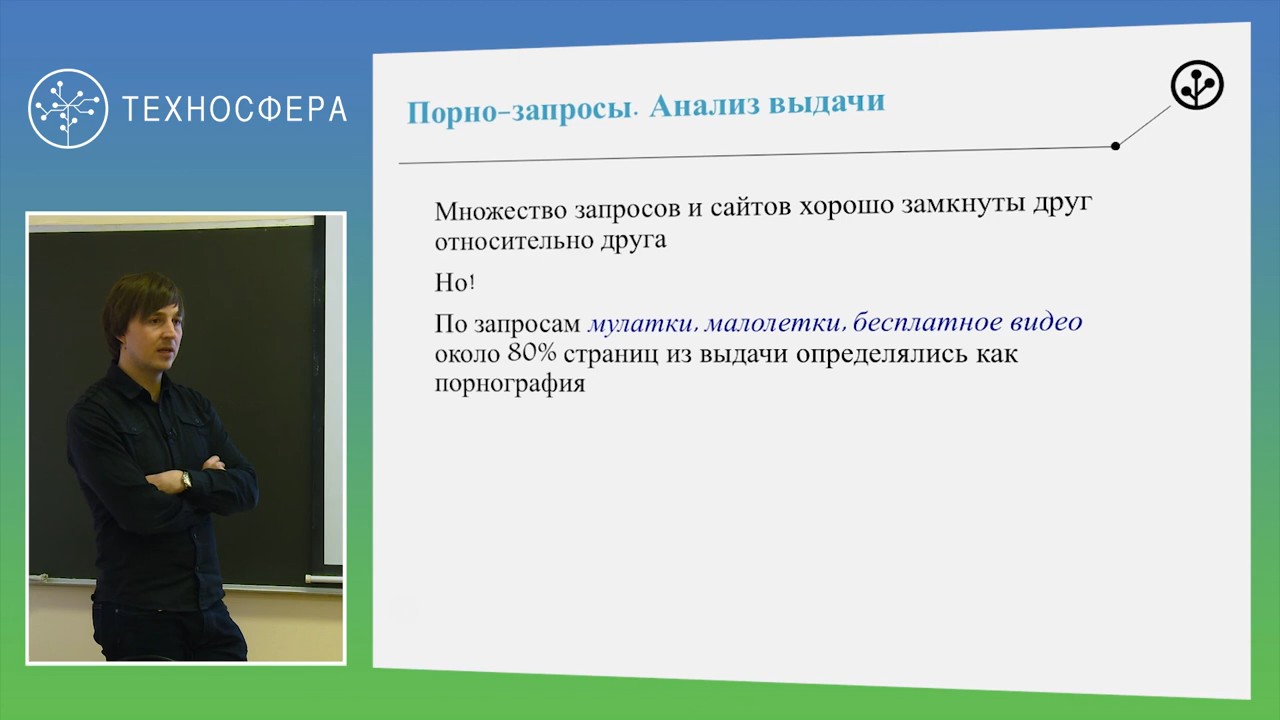 ТЕХНОСФЕРА
Порно-запросы. Анализ выдачи
Множество запросов и сайтов хорошо замкнуты друг
относительно друга
Но!
По запросам мулатки, малолетки, бесплатное видео
около 80% страниц из выдачи определялись как
порнография